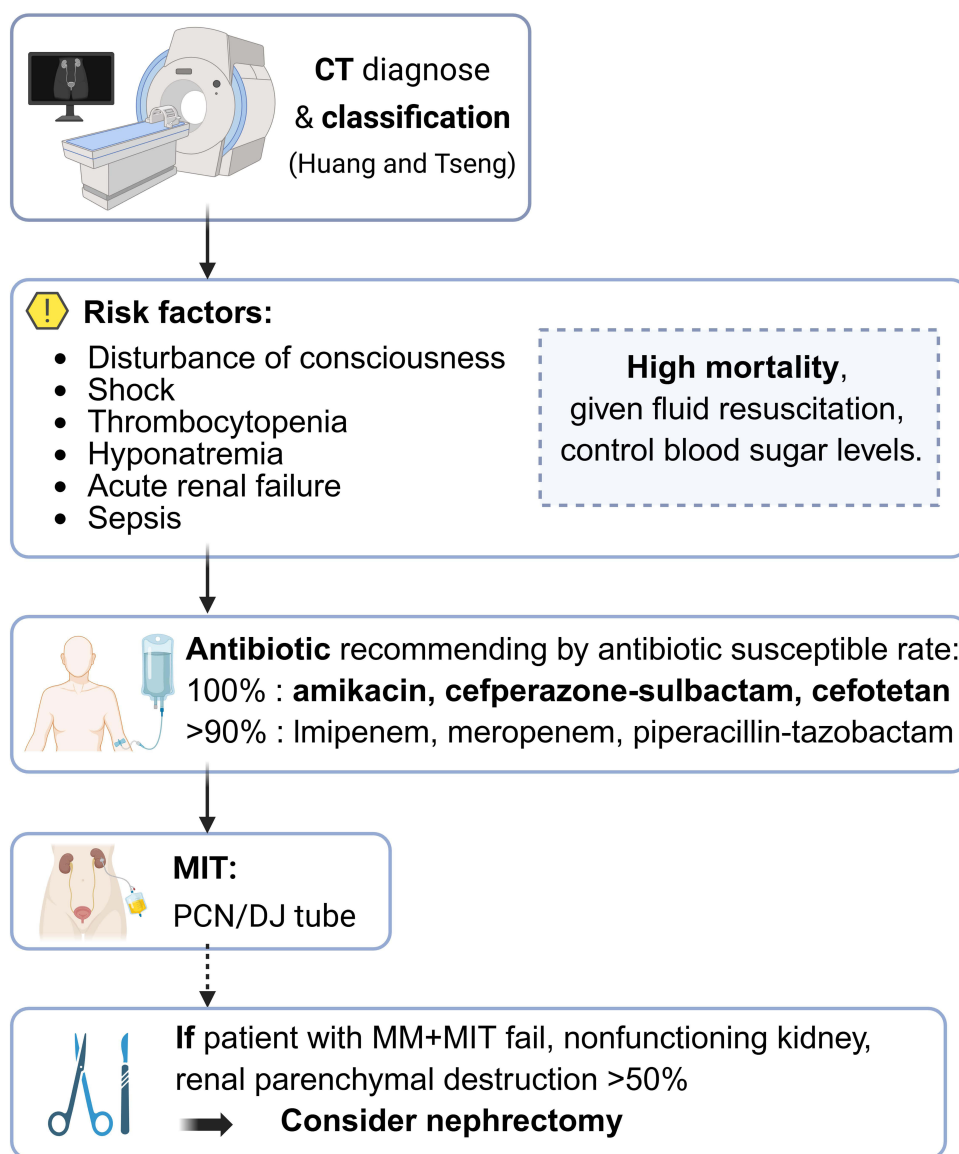 CT diagnose
& classification
(Huang and Tseng)
! Risk factors:
• Disturbance of consciousness
• Shock
• Thrombocytopenia
• Hyponatremia
• Acute renal failure
• Sepsis
High mortality,
given fluid resuscitation,
control blood sugar levels.
Antibiotic recommending by antibiotic susceptible rate:
100% : amikacin, cefperazone-sulbactam, cefotetan
>90% : Imipenem, meropenem, piperacillin-tazobactam
MIT:
PCN/DJ tube
If patient with MM+MIT fail, nonfunctioning kidney,
renal parenchymal destruction >50%
Consider nephrectomy